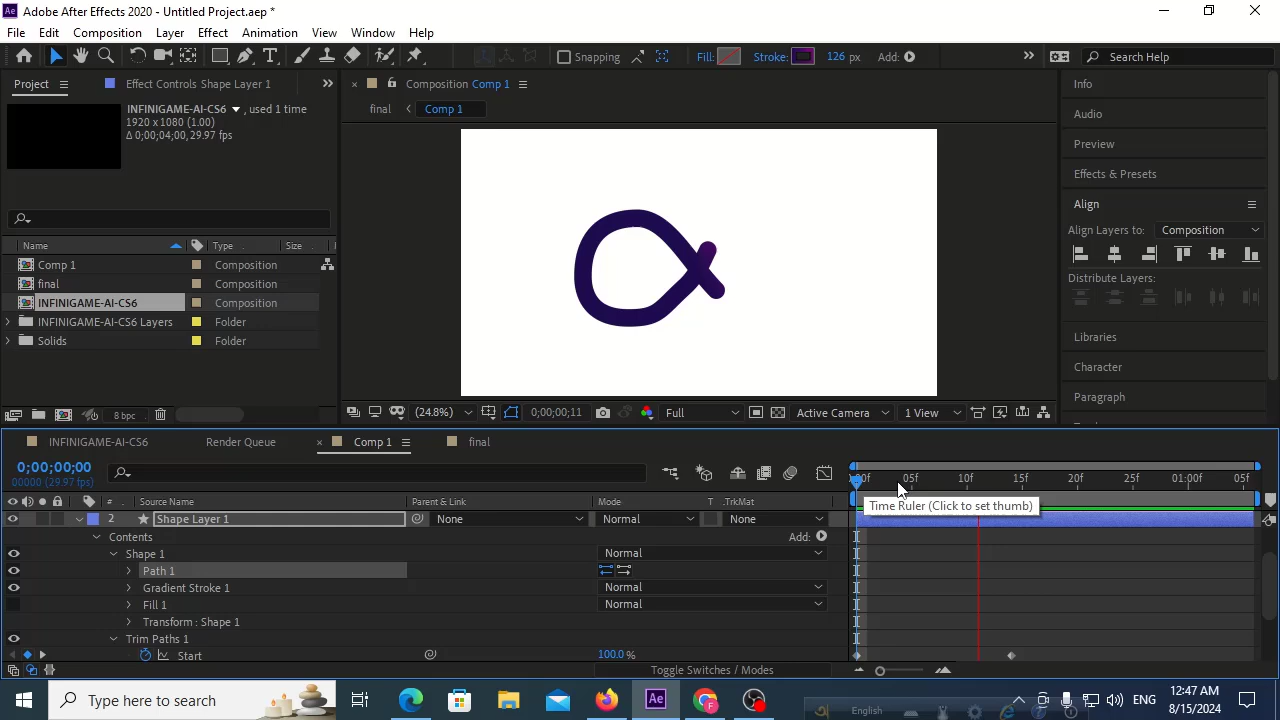 Adobe After Effects 2020 - Untitled Project.aep *
File Edit Composition Layer Effect Animation View Window Help
Snapping Fill: Stroke: 126 px Add: Search Help
Project Effect Controls Shape Layer 1 Composition Comp 1 Info
INFINIGAME-AI-CS6 , used 1 time
1920 x 1080 (1.00)
Δ 0;00;04;00, 29.97 fps
final Comp 1
Audio
Preview
Effects & Presets
Align
Align Layers to: Composition
Distribute Layers:
Libraries
Character
Paragraph
Name Type Size
Comp 1 Composition
final Composition
INFINIGAME-AI-CS6 Composition
INFINIGAME-AI-CS6 Layers Folder
Solids Folder
8 bpc
(24.8%) 0;00;00;11 Full Active Camera 1 View
INFINIGAME-AI-CS6 Render Queue Comp 1 final
0;00;00;00
00000 (29.97 fps)
:00f 05f 10f 15f 20f 25f 01:00f 05f
# Source Name Parent & Link Mode T .TrkMat
Time Ruler (Click to set thumb)
2 Shape Layer 1 None Normal None
Contents Add:
Shape 1 Normal
Path 1
Gradient Stroke 1 Normal
Fill 1 Normal
Transform : Shape 1
Trim Paths 1
Start 100.0 %
Toggle Switches / Modes
Type here to search
Ae
English
ENG
12:47 AM
8/15/2024